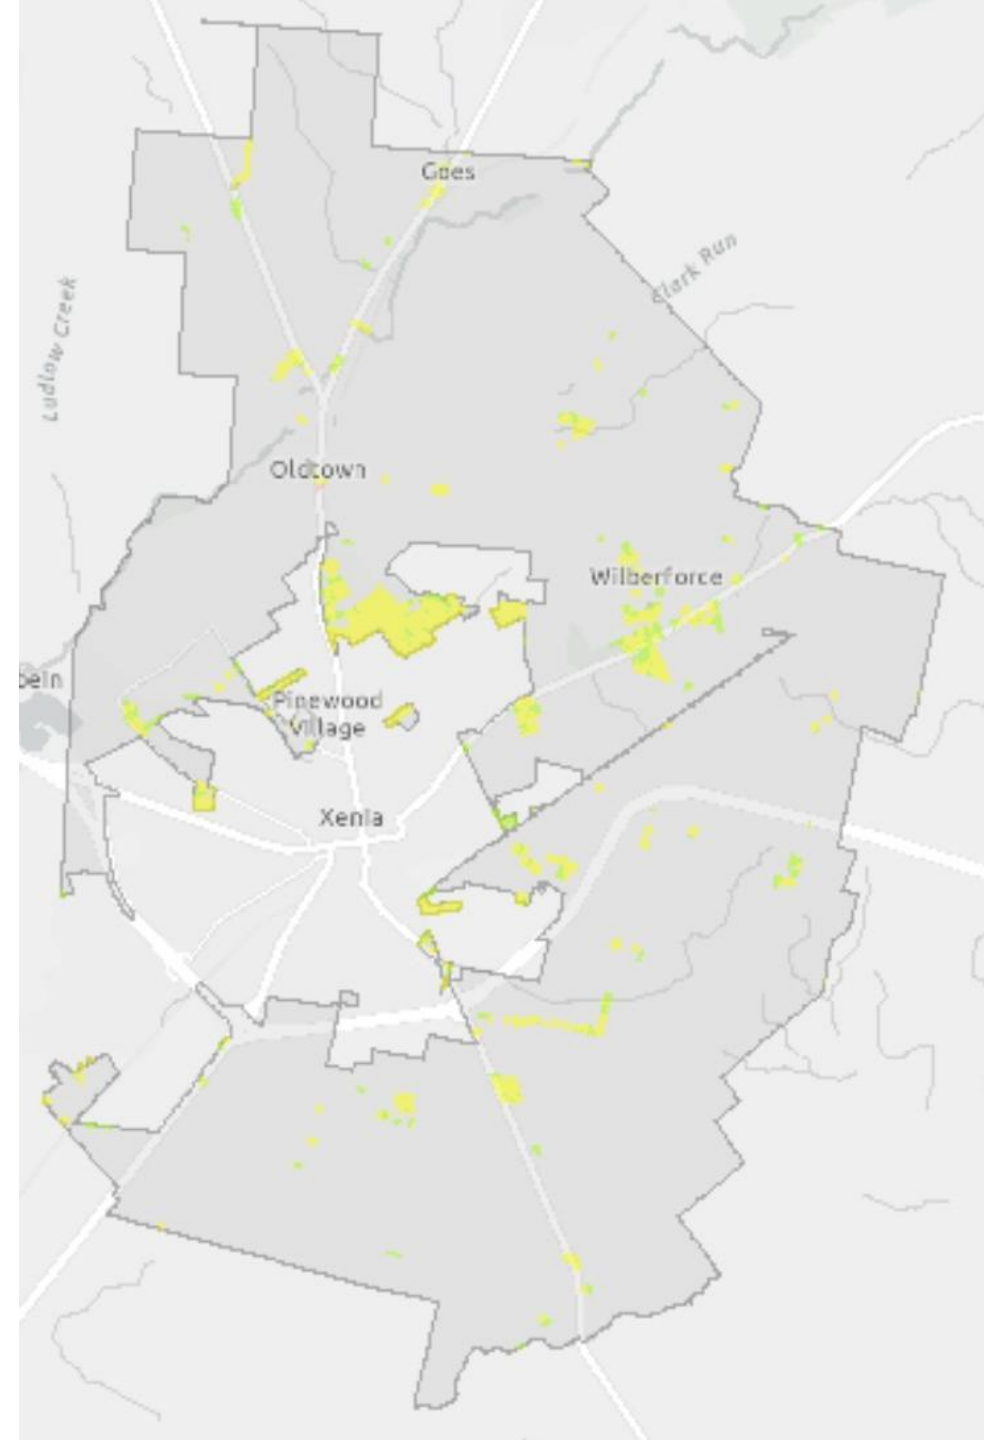 Goes
Clark Run
Ludlow Creek
Oldtown
Wilberforce
Pinewood
Village
Xenia